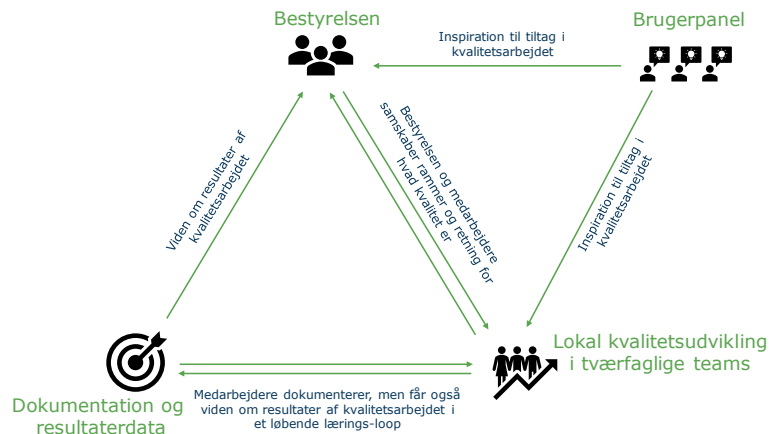 Bestyrelsen
Brugerpanel
Inspiration til tiltag i
kvalitetsarbejdet
Viden om resultater af
kvalitetsarbejdet
Bestyrelsen og medarbejdere
samskaber rammer og retning for
hvad kvalitet er
Inspiration til tiltag i
kvalitetsarbejdet
Lokal kvalitetsudvikling
i tværfaglige teams
Dokumentation og
resultaterdata
Medarbejdere dokumenterer, men får også
viden om resultater af kvalitetsarbejdet i
et løbende lærings-loop